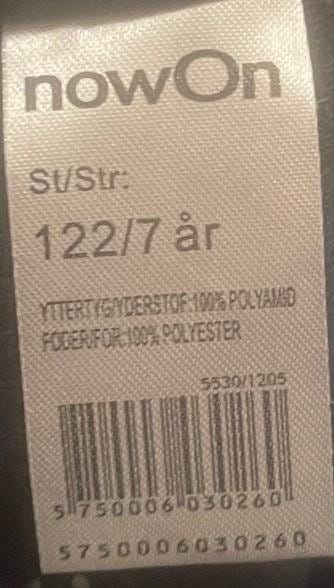 nowOn
St/Str:
122/7 år
YTTERTYG/YDERSTOF:100% POLYAMID
FODER/FOR:100% POLYESTER
5530/1205
5 750006 030260
5750006030260